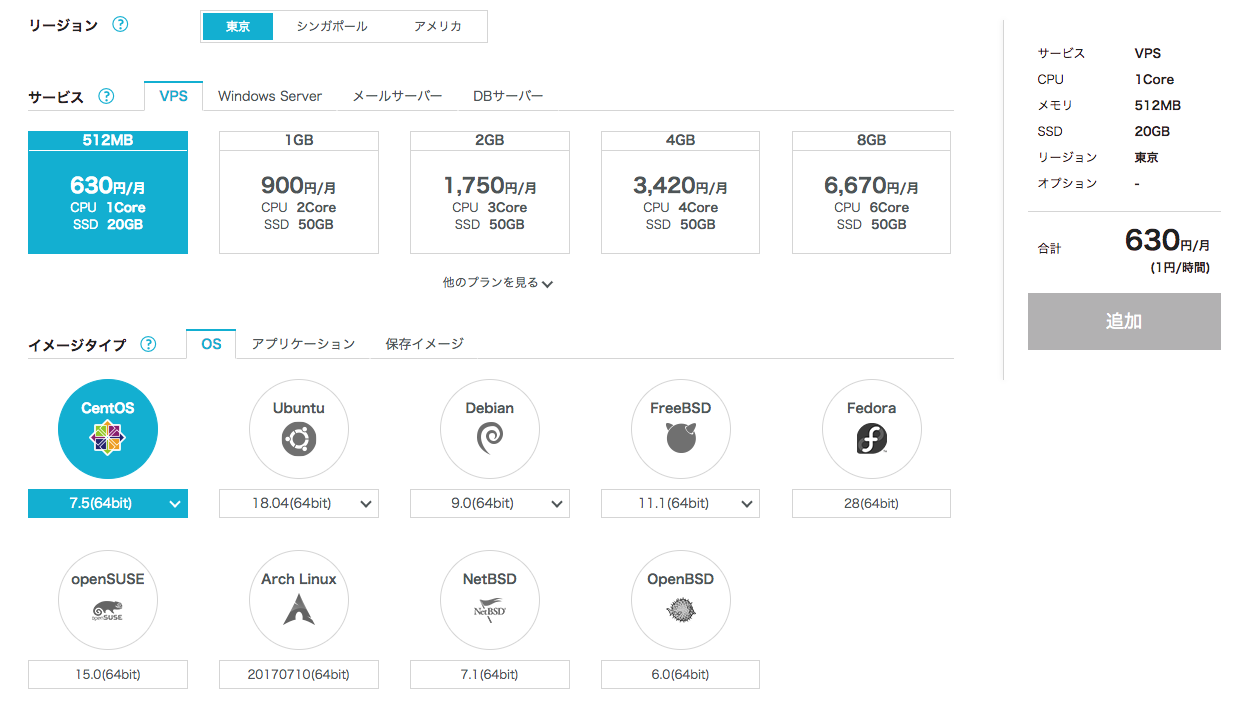 リージョン ? 東京 シンガポール アメリカ
サービス ? VPS Windows Server メールサーバー DBサーバー
512MB 1GB 2GB 4GB 8GB
630円/月 900円/月 1,750円/月 3,420円/月 6,670円/月
CPU 1Core CPU 2Core CPU 3Core CPU 4Core CPU 6Core
SSD 20GB SSD 50GB SSD 50GB SSD 50GB SSD 50GB
他のプランを見る
イメージタイプ ? OS アプリケーション 保存イメージ
CentOS Ubuntu Debian FreeBSD Fedora
7.5(64bit) 18.04(64bit) 9.0(64bit) 11.1(64bit) 28(64bit)
openSUSE Arch Linux NetBSD OpenBSD
openSUSE NetBSD
15.0(64bit) 20170710(64bit) 7.1(64bit) 6.0(64bit)
サービス VPS
CPU 1Core
メモリ 512MB
SSD 20GB
リージョン 東京
オプション -
合計 630円/月
(1円/時間)
追加